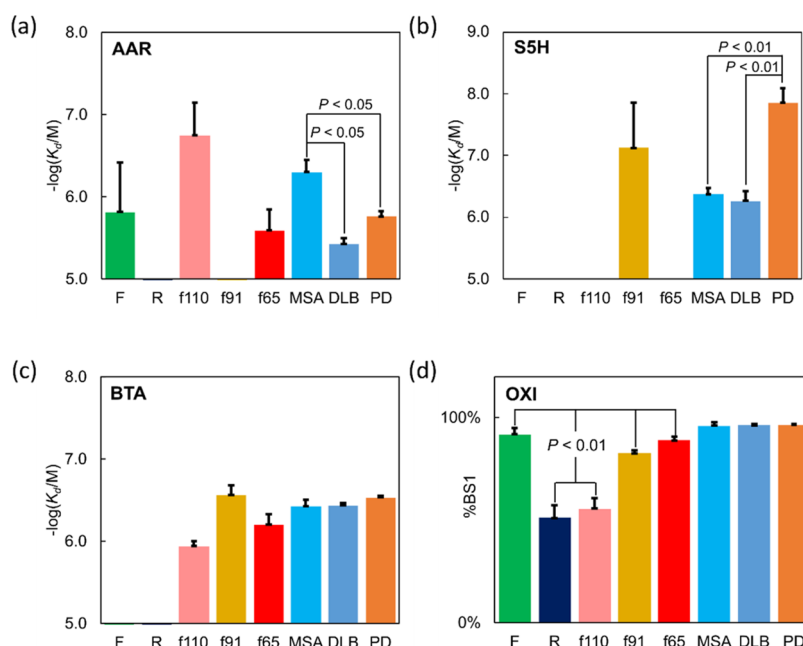 (a)
AAR
8.0
7.0
6.0
5.0
-log(Kd/M)
P < 0.05
P < 0.05
F R f110 f91 f65 MSA DLB PD
(b)
S5H
9.0
8.0
7.0
6.0
5.0
-log(Kd/M)
P < 0.01
P < 0.01
F R f110 f91 f65 MSA DLB PD
(c)
BTA
8.0
7.0
6.0
5.0
-log(Kd/M)
F R f110 f91 f65 MSA DLB PD
(d)
OXI
100%
0%
%BS1
P < 0.01
F R f110 f91 f65 MSA DLB PD